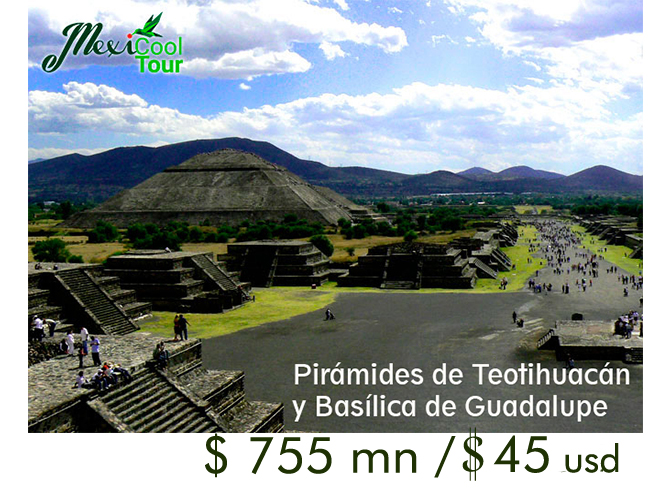 MexiCool
Tour
Pirámides de Teotihuacán
y Basílica de Guadalupe
$ 755 mn / $ 45 usd